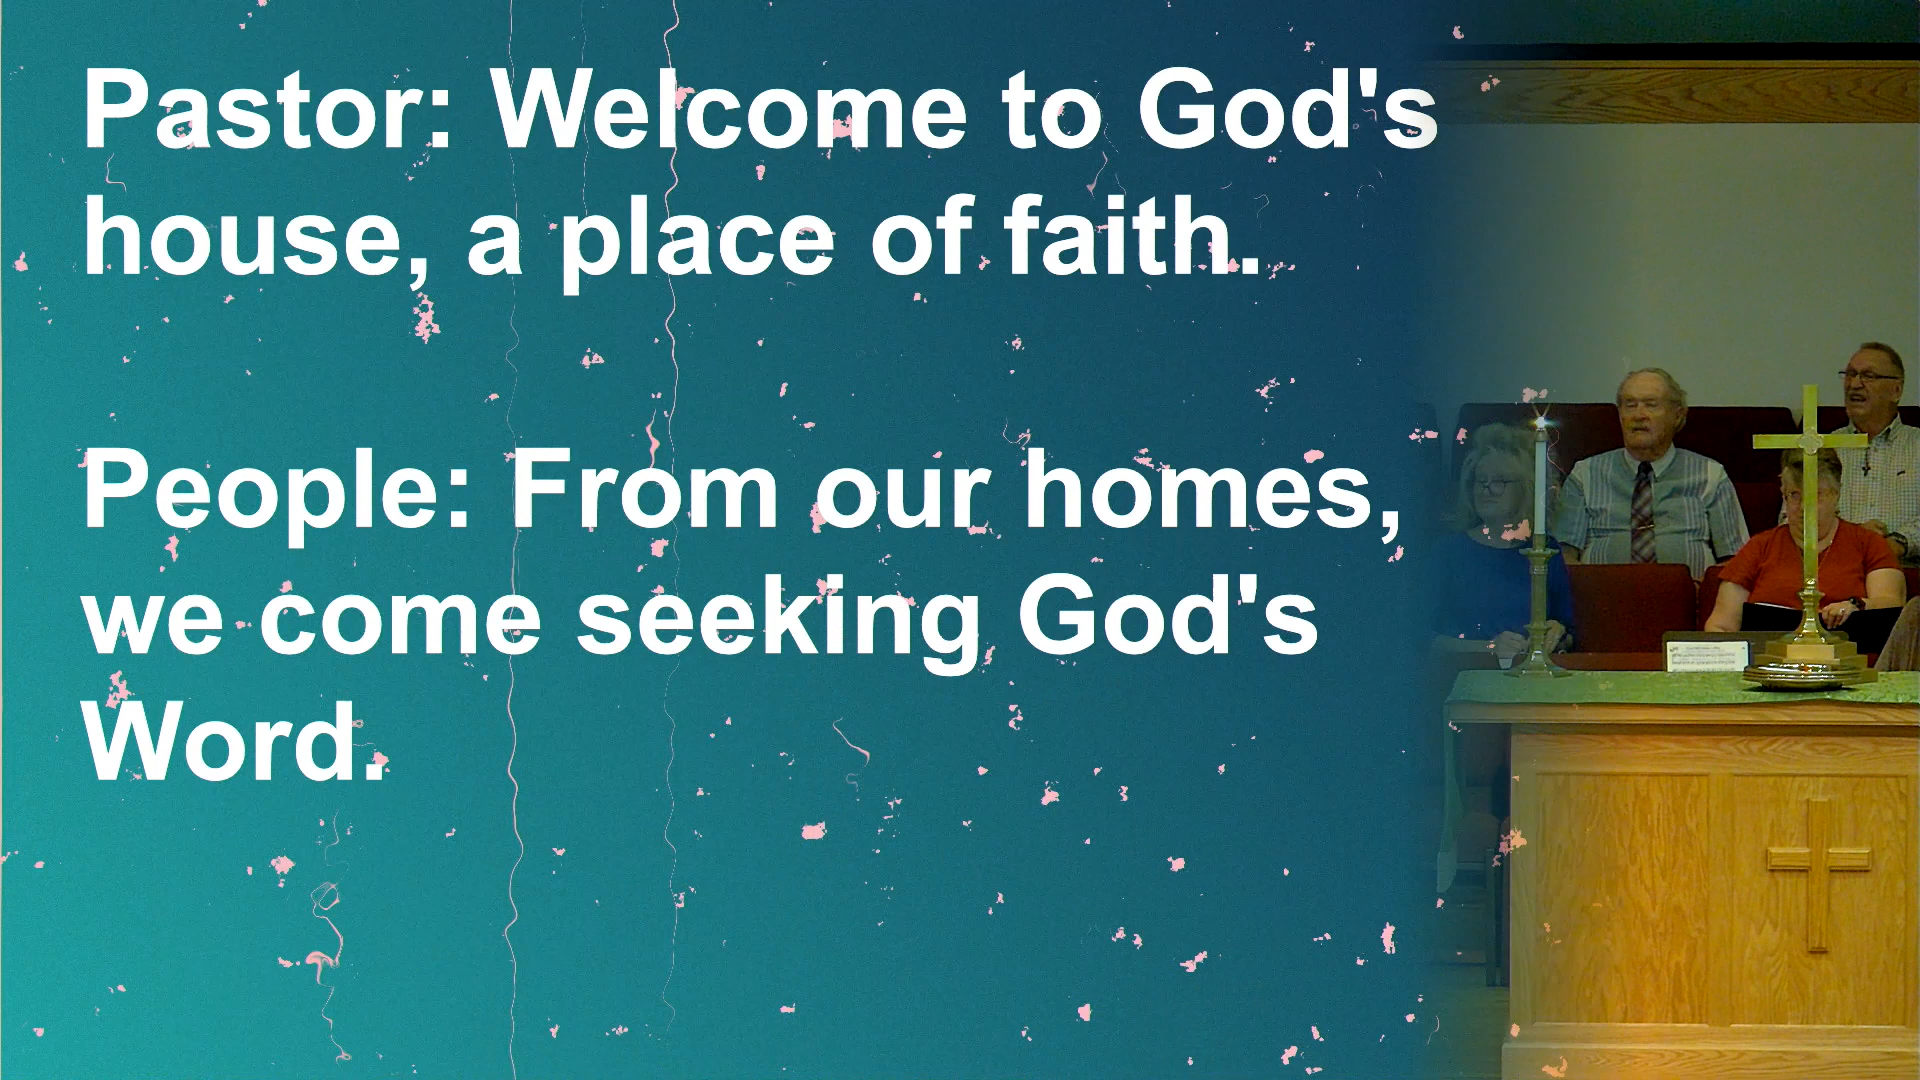 Pastor: Welcome to God's
house, a place of faith.
People: From our homes,
we come seeking God's
Word.